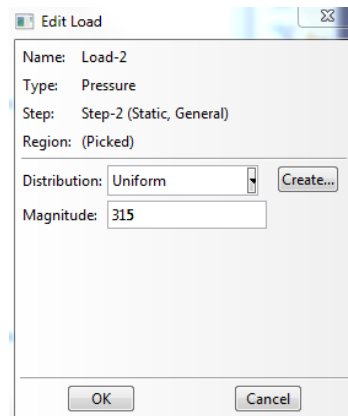 Edit Load
Name: Load-2
Type: Pressure
Step: Step-2 (Static, General)
Region: (Picked)
Distribution: Uniform Create...
Magnitude: 315
OK Cancel